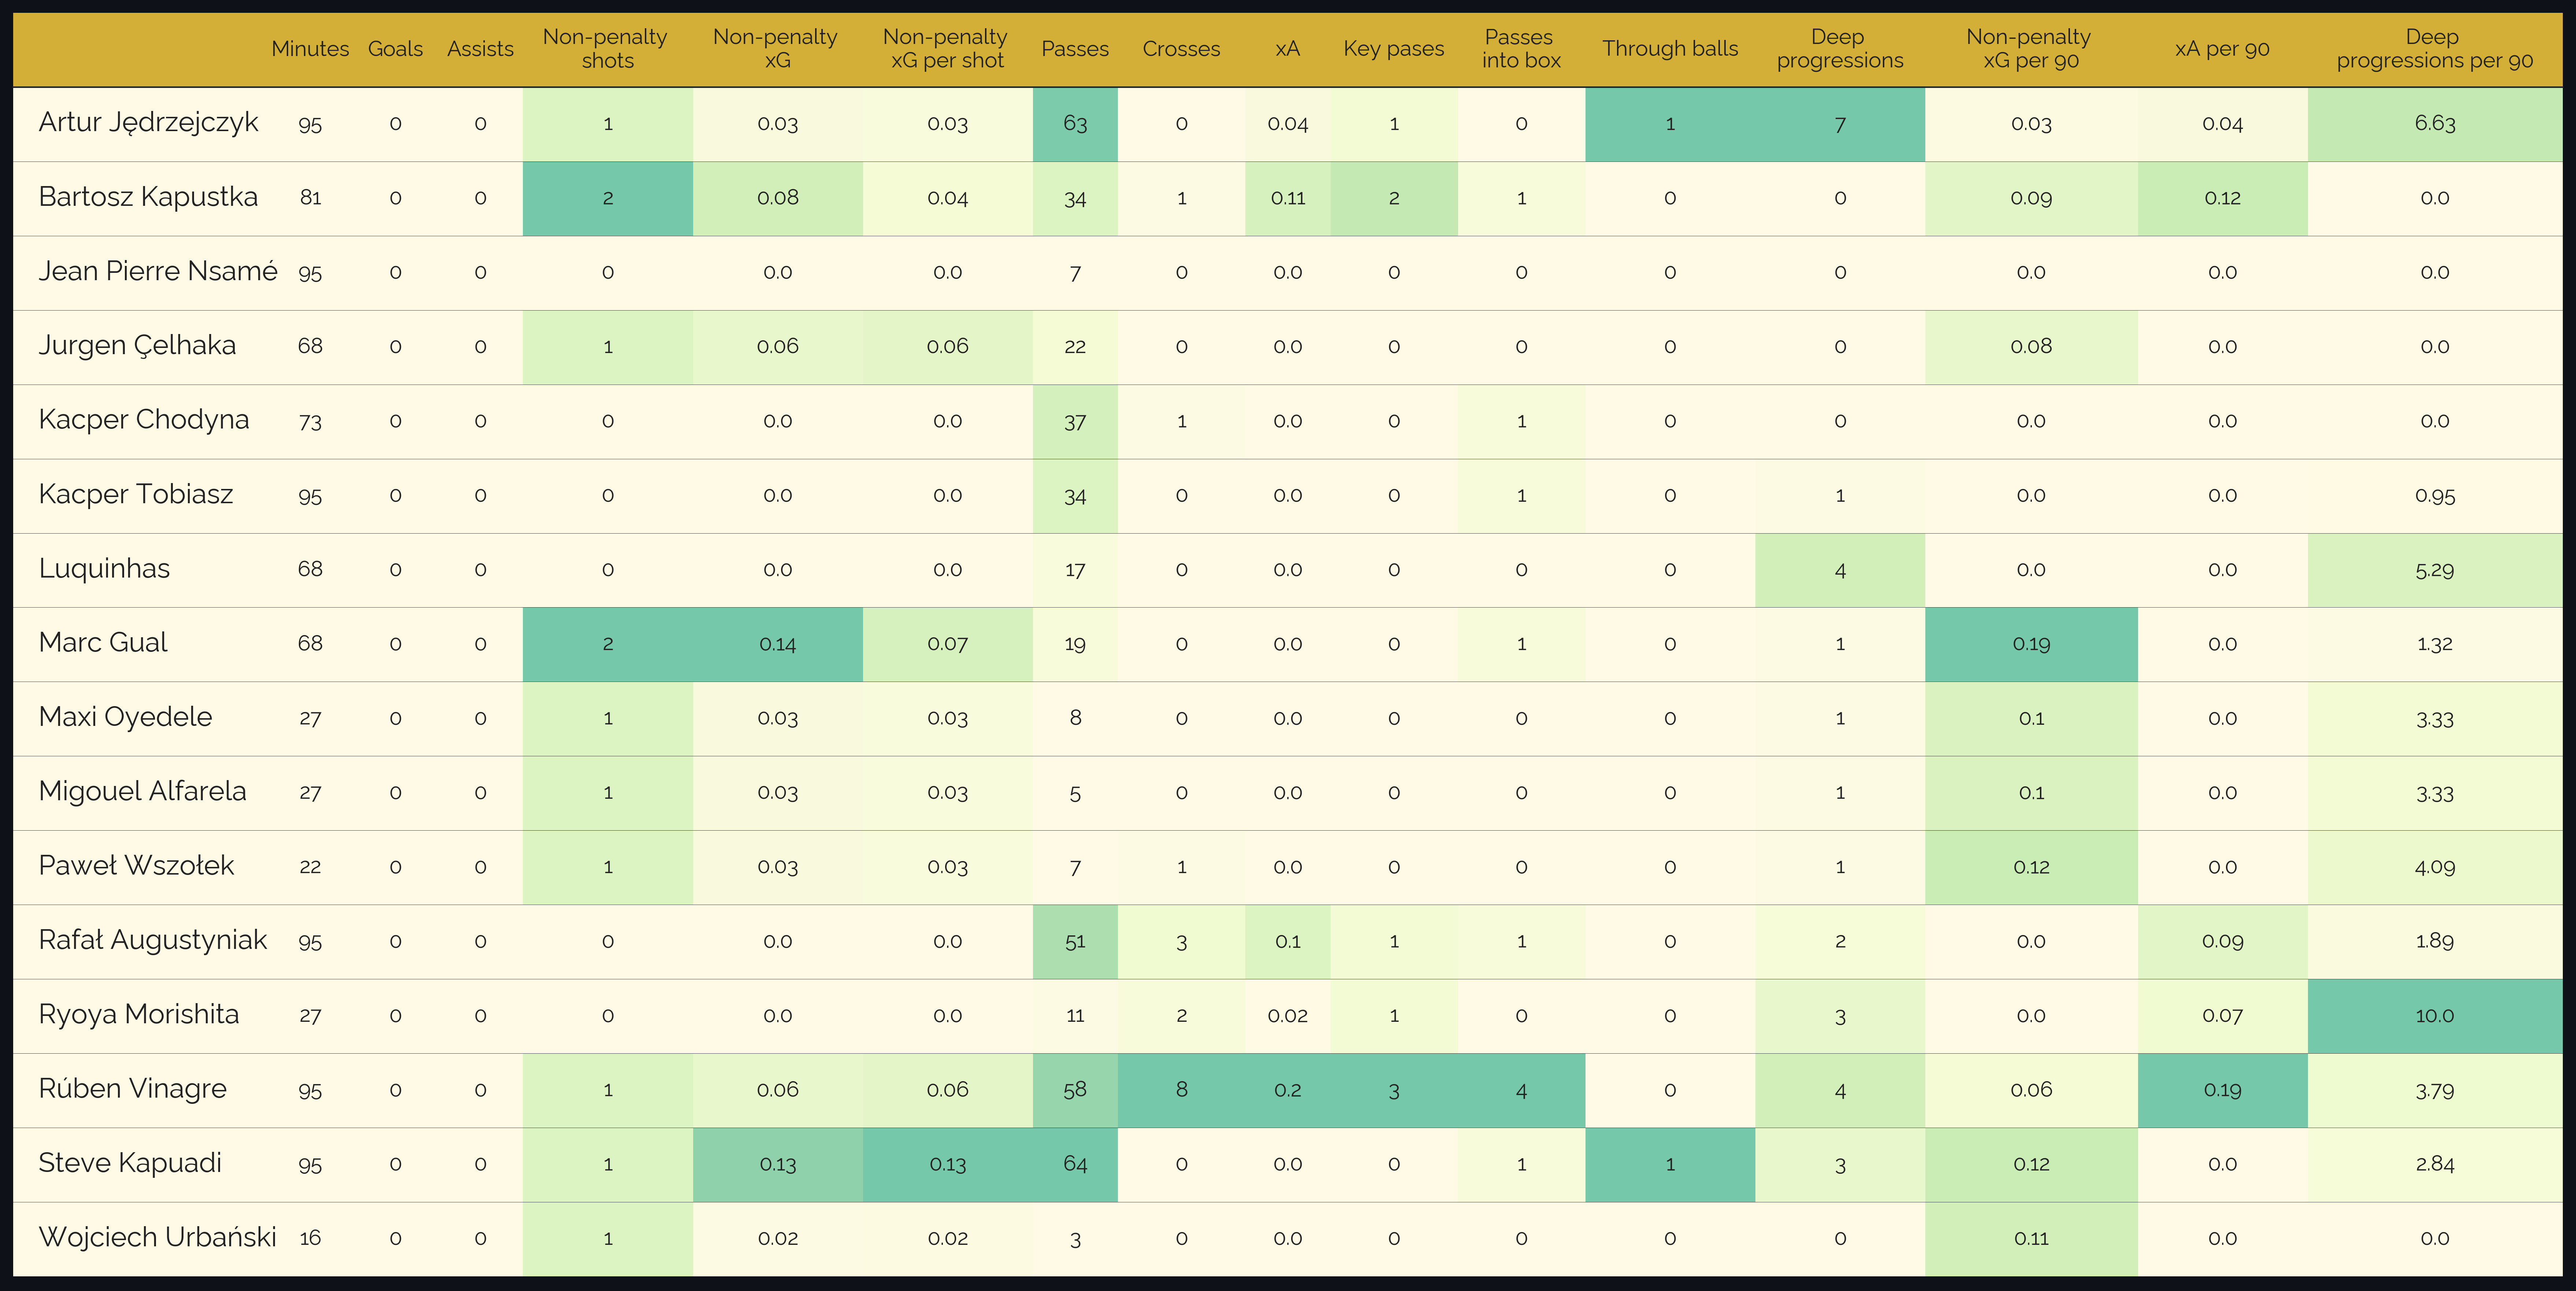 Minutes Goals Assists Non-penalty shots Non-penalty xG Non-penalty xG per shot Passes Crosses xA Key pases Passes into box Through balls Deep progressions Non-penalty xG per 90 xA per 90 Deep progressions per 90
Artur Jędrzejczyk 95 0 0 1 0.03 0.03 63 0 0.04 1 0 1 7 0.03 0.04 6.63
Bartosz Kapustka 81 0 0 2 0.08 0.04 34 1 0.11 2 1 0 0 0.09 0.12 0.0
Jean Pierre Nsamé 95 0 0 0 0.0 0.0 7 0 0.0 0 0 0 0 0.0 0.0 0.0
Jurgen Çelhaka 68 0 0 1 0.06 0.06 22 0 0.0 0 0 0 0 0.08 0.0 0.0
Kacper Chodyna 73 0 0 0 0.0 0.0 37 1 0.0 0 1 0 0 0.0 0.0 0.0
Kacper Tobiasz 95 0 0 0 0.0 0.0 34 0 0.0 0 1 0 1 0.0 0.0 0.95
Luquinhas 68 0 0 0 0.0 0.0 17 0 0.0 0 0 0 4 0.0 0.0 5.29
Marc Gual 68 0 0 2 0.14 0.07 19 0 0.0 0 1 0 1 0.19 0.0 1.32
Maxi Oyedele 27 0 0 1 0.03 0.03 8 0 0.0 0 0 0 1 0.1 0.0 3.33
Migouel Alfarela 27 0 0 1 0.03 0.03 5 0 0.0 0 0 0 1 0.1 0.0 3.33
Paweł Wszołek 22 0 0 1 0.03 0.03 7 1 0.0 0 0 0 1 0.12 0.0 4.09
Rafał Augustyniak 95 0 0 0 0.0 0.0 51 3 0.1 1 1 0 2 0.0 0.09 1.89
Ryoya Morishita 27 0 0 0 0.0 0.0 11 2 0.02 1 0 0 3 0.0 0.07 10.0
Rúben Vinagre 95 0 0 1 0.06 0.06 58 8 0.2 3 4 0 4 0.06 0.19 3.79
Steve Kapuadi 95 0 0 1 0.13 0.13 64 0 0.0 0 1 1 3 0.12 0.0 2.84
Wojciech Urbański 16 0 0 1 0.02 0.02 3 0 0.0 0 0 0 0 0.11 0.0 0.0